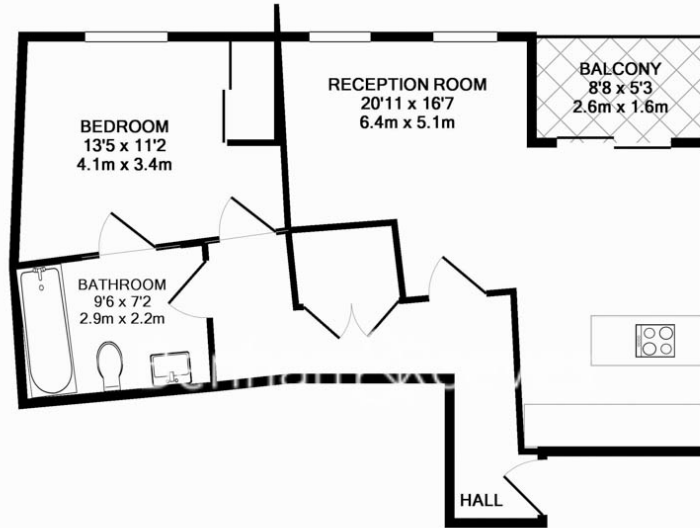 RECEPTION ROOM
20'11 x 16'7
6.4m x 5.1m
BALCONY
8'8 x 5'3
2.6m x 1.6m
BEDROOM
13'5 x 11'2
4.1m x 3.4m
BATHROOM
9'6 x 7'2
2.9m x 2.2m
HALL